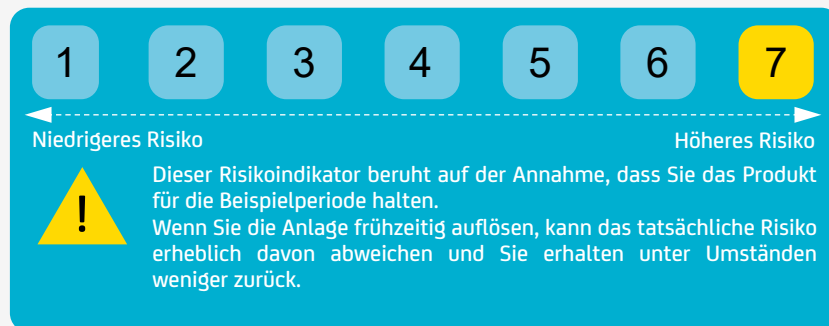 1 2 3 4 5 6 7
Niedrigeres Risiko Höheres Risiko
!
Dieser Risikoindikator beruht auf der Annahme, dass Sie das Produkt
für die Beispielperiode halten.
Wenn Sie die Anlage frühzeitig auflösen, kann das tatsächliche Risiko
erheblich davon abweichen und Sie erhalten unter Umständen
weniger zurück.